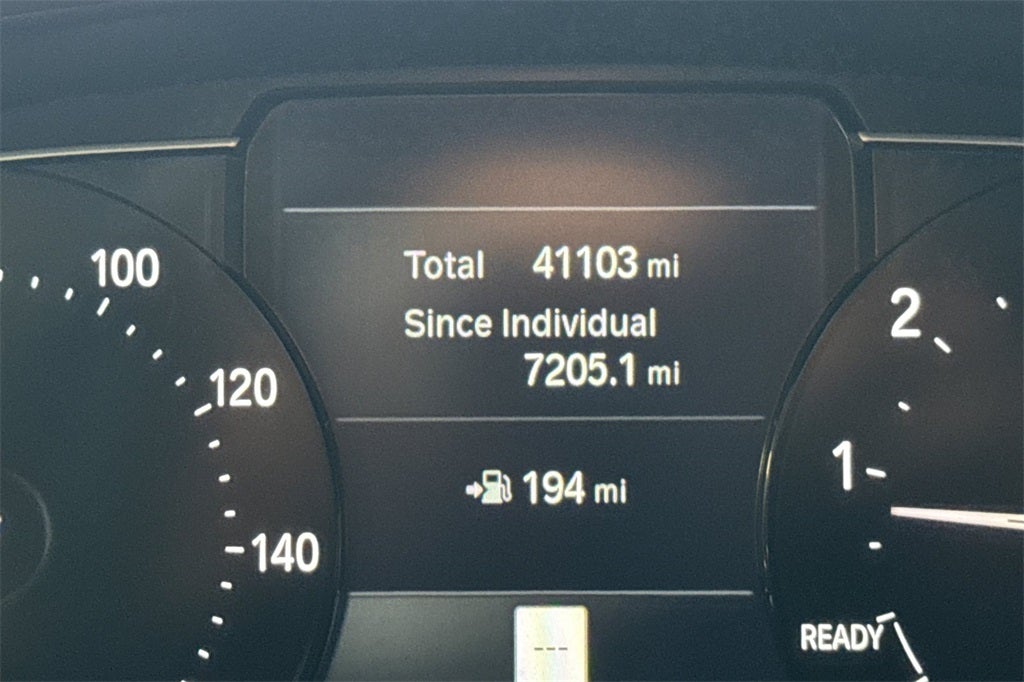 100
120
140
Total 41103 mi
Since Individual
7205.1 mi
194 mi
---
2
1
READY